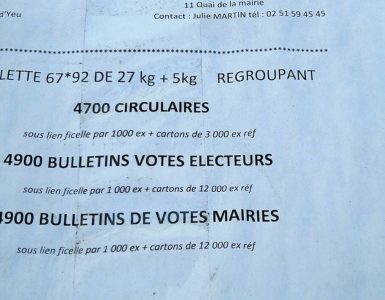 11 Quai de la mairie
d'Yeu
Contact : Julie MARTIN tél : 02 51 59 45 45
LETTE 67*92 DE 27 kg + 5kg REGROUPANT
4700 CIRCULAIRES
sous lien ficelle par 1000 ex + cartons de 3 000 ex réf
4900 BULLETINS VOTES ELECTEURS
sous lien ficelle par 1 000 ex + cartons de 12 000 ex réf
4900 BULLETINS DE VOTES MAIRIES
sous lien ficelle par 1 000 ex + cartons de 12 000 ex réf